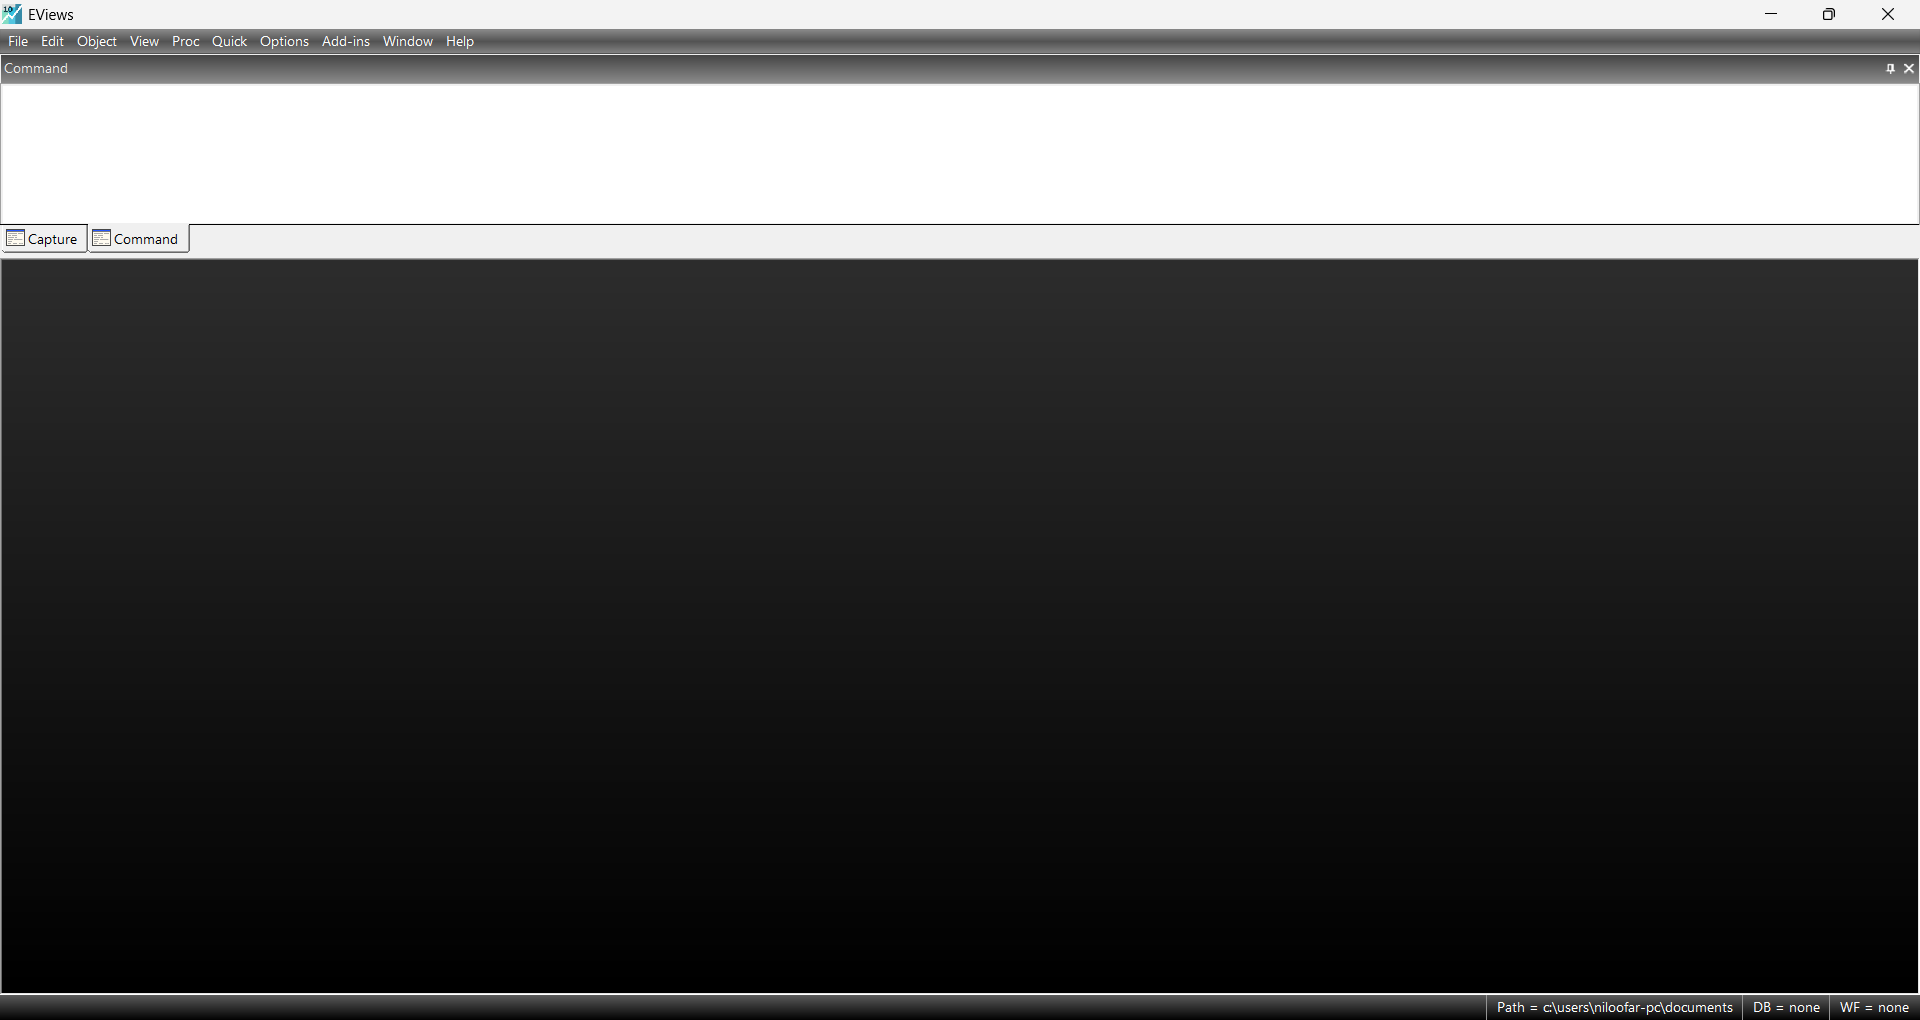 10
EViews
File Edit Object View Proc Quick Options Add-ins Window Help
Command
Capture Command
Path = c:\users\niloofar-pc\documents DB = none WF = none